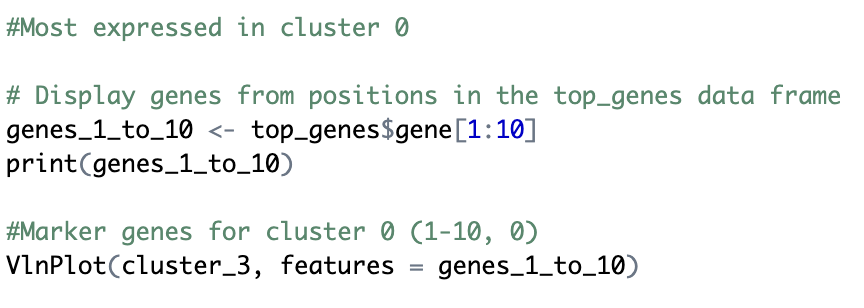 #Most expressed in cluster 0
# Display genes from positions in the top_genes data frame
genes_1_to_10 <- top_genes$gene[1:10]
print(genes_1_to_10)
#Marker genes for cluster 0 (1-10, 0)
VlnPlot(cluster_3, features = genes_1_to_10)